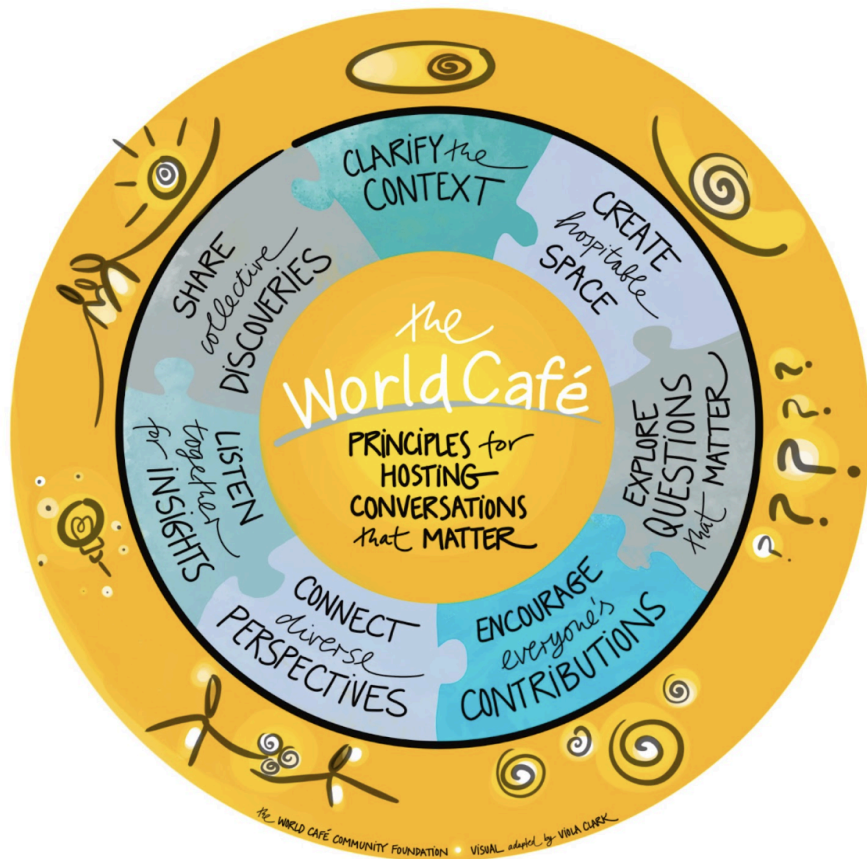 the
World Café
PRINCIPLES for
HOSTING
CONVERSATIONS
that MATTER
CLARIFY the
CONTEXT
CREATE
hospitable
SPACE
EXPLORE
QUESTIONS
that MATTER
ENCOURAGE
everyone's
CONTRIBUTIONS
CONNECT
diverse
PERSPECTIVES
LISTEN
together
for INSIGHTS
SHARE
collective
DISCOVERIES
? ? ? ? ? ?
the WORLD CAFÉ COMMUNITY FOUNDATION • VISUAL adapted by VIOLA CLARK